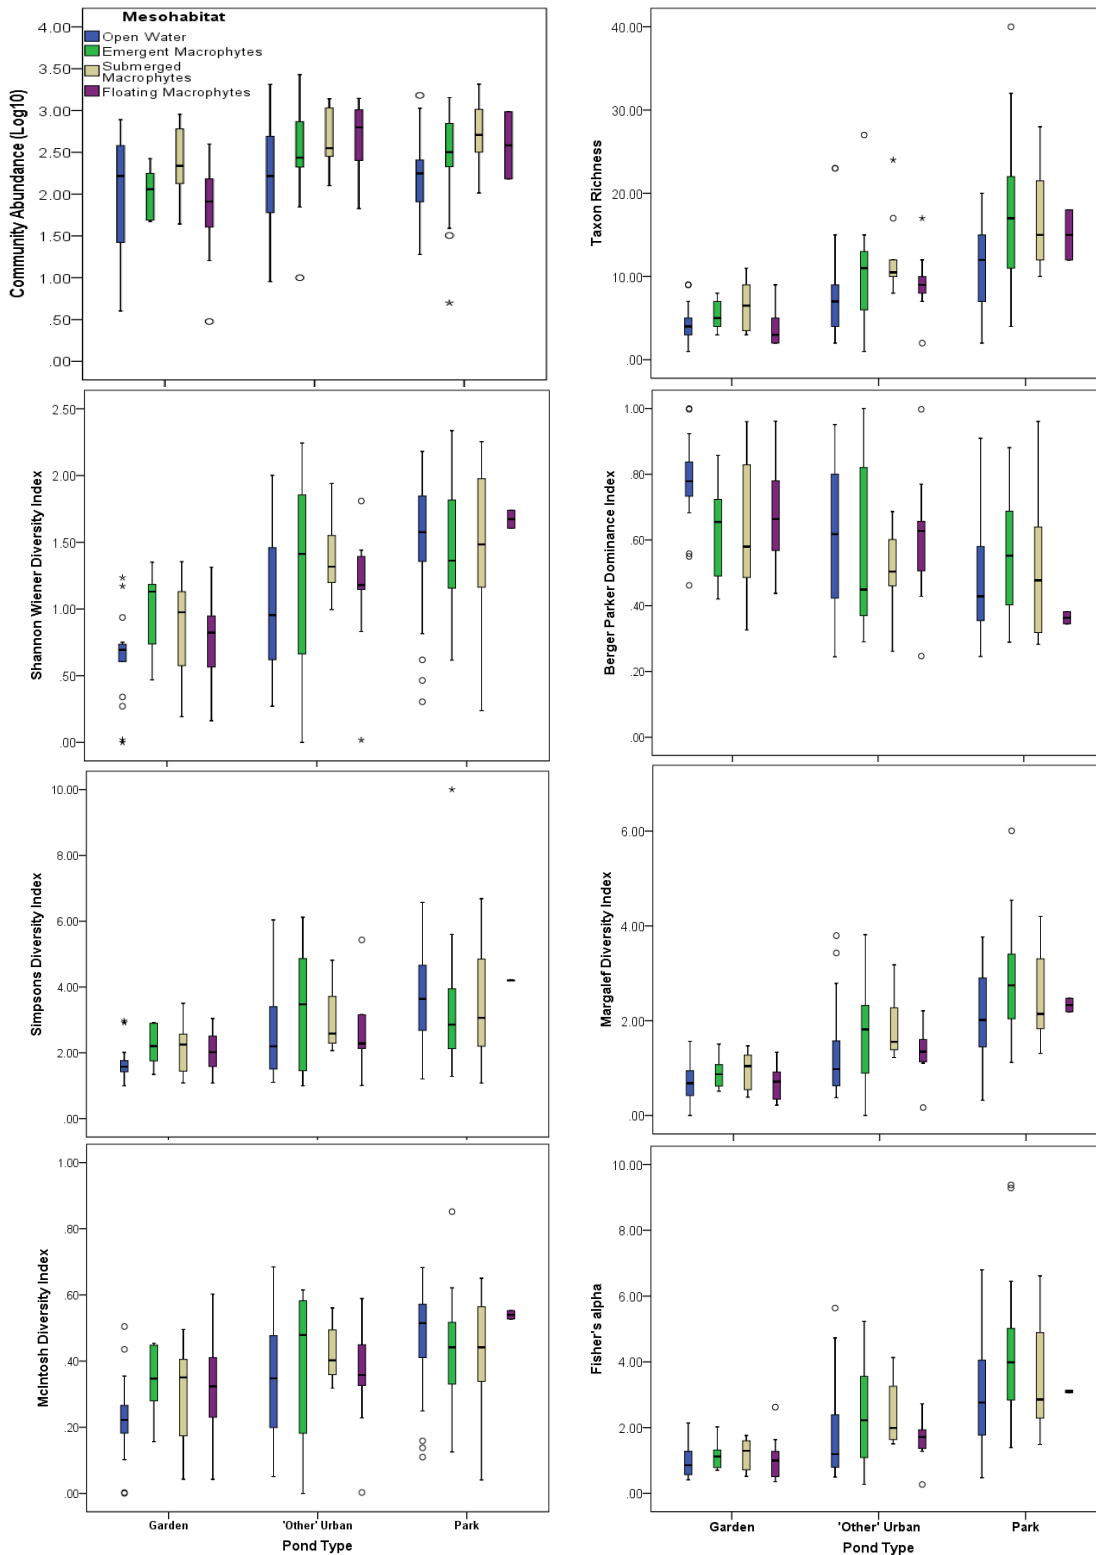 Mesohabitat
Open Water
Emergent Macrophytes
Submerged
Macrophytes
Floating Macrophytes
Community Abundance (Log10)
4.00
3.50
3.00
2.50
2.00
1.50
1.00
.50
.00
Taxon Richness
40.00
30.00
20.00
10.00
.00
Shannon Wiener Diversity Index
2.50
2.00
1.50
1.00
.50
.00
Berger Parker Dominance Index
1.00
.80
.60
.40
.20
.00
Simpsons Diversity Index
10.00
8.00
6.00
4.00
2.00
.00
Margalef Diversity Index
6.00
4.00
2.00
.00
McIntosh Diversity Index
1.00
.80
.60
.40
.20
.00
Garden
'Other' Urban
Park
Pond Type
Fisher's alpha
10.00
8.00
6.00
4.00
2.00
.00
Garden
'Other' Urban
Park
Pond Type